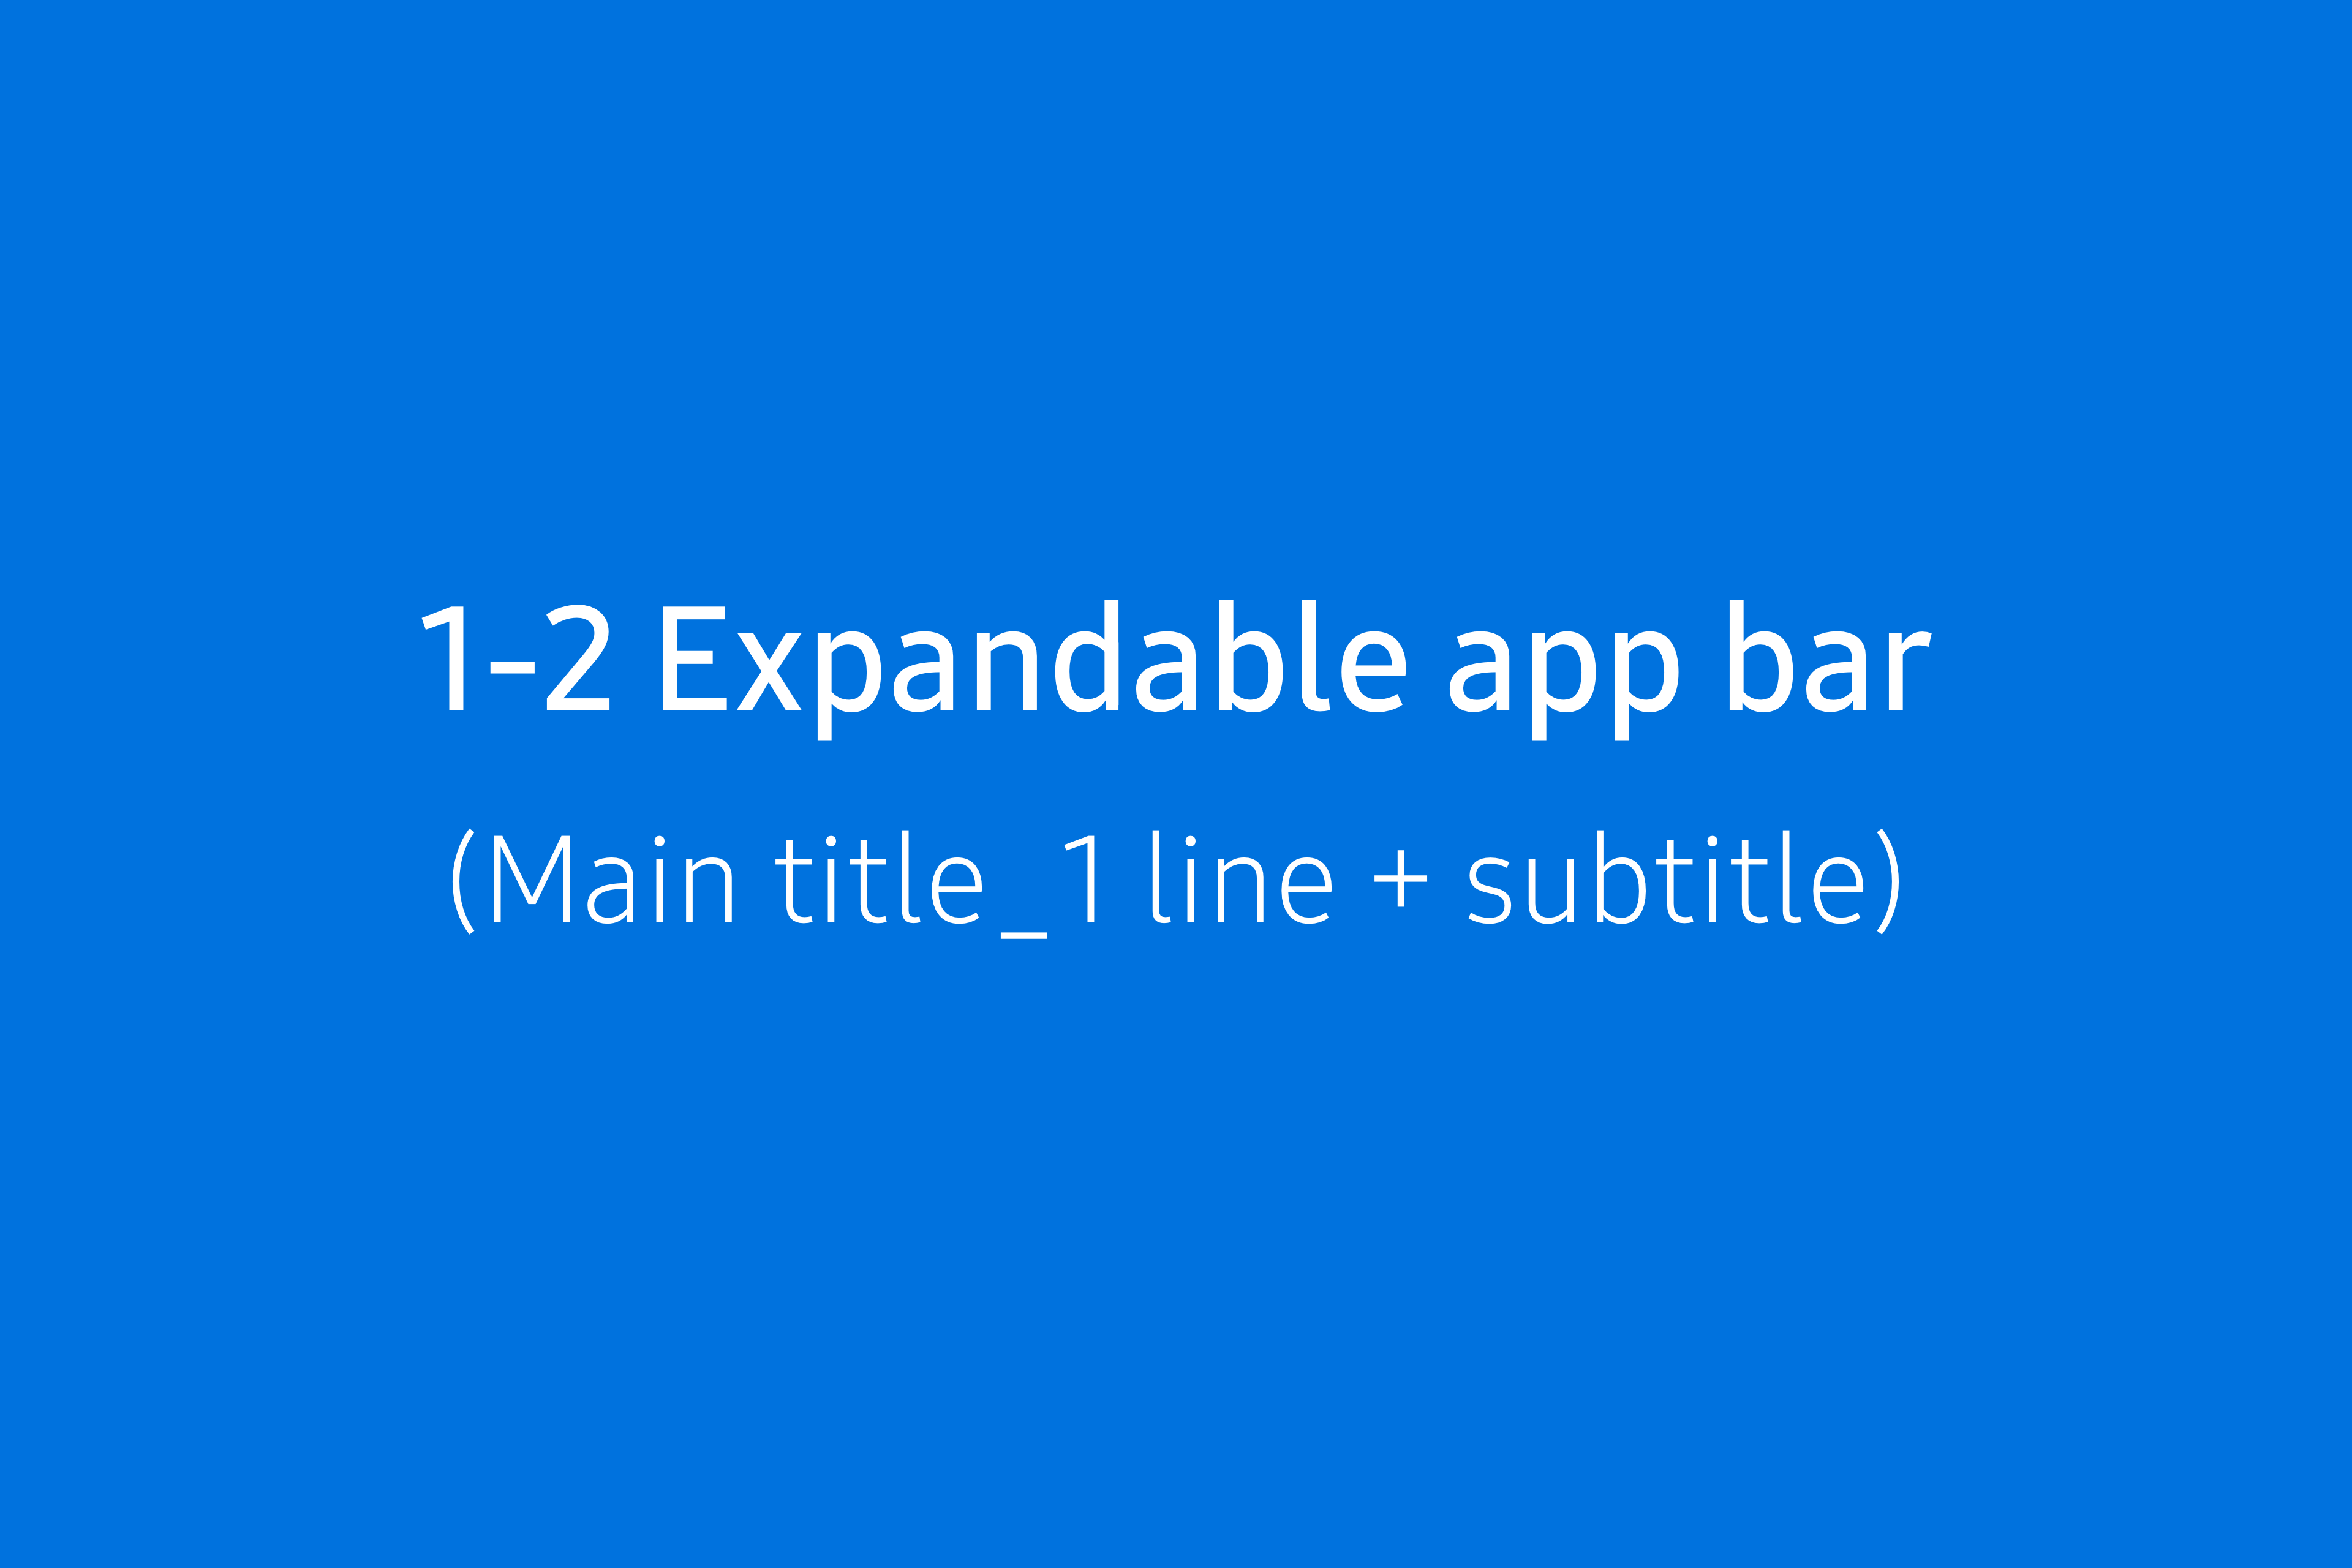 1-2 Expandable app bar
(Main title_1 line + subtitle)